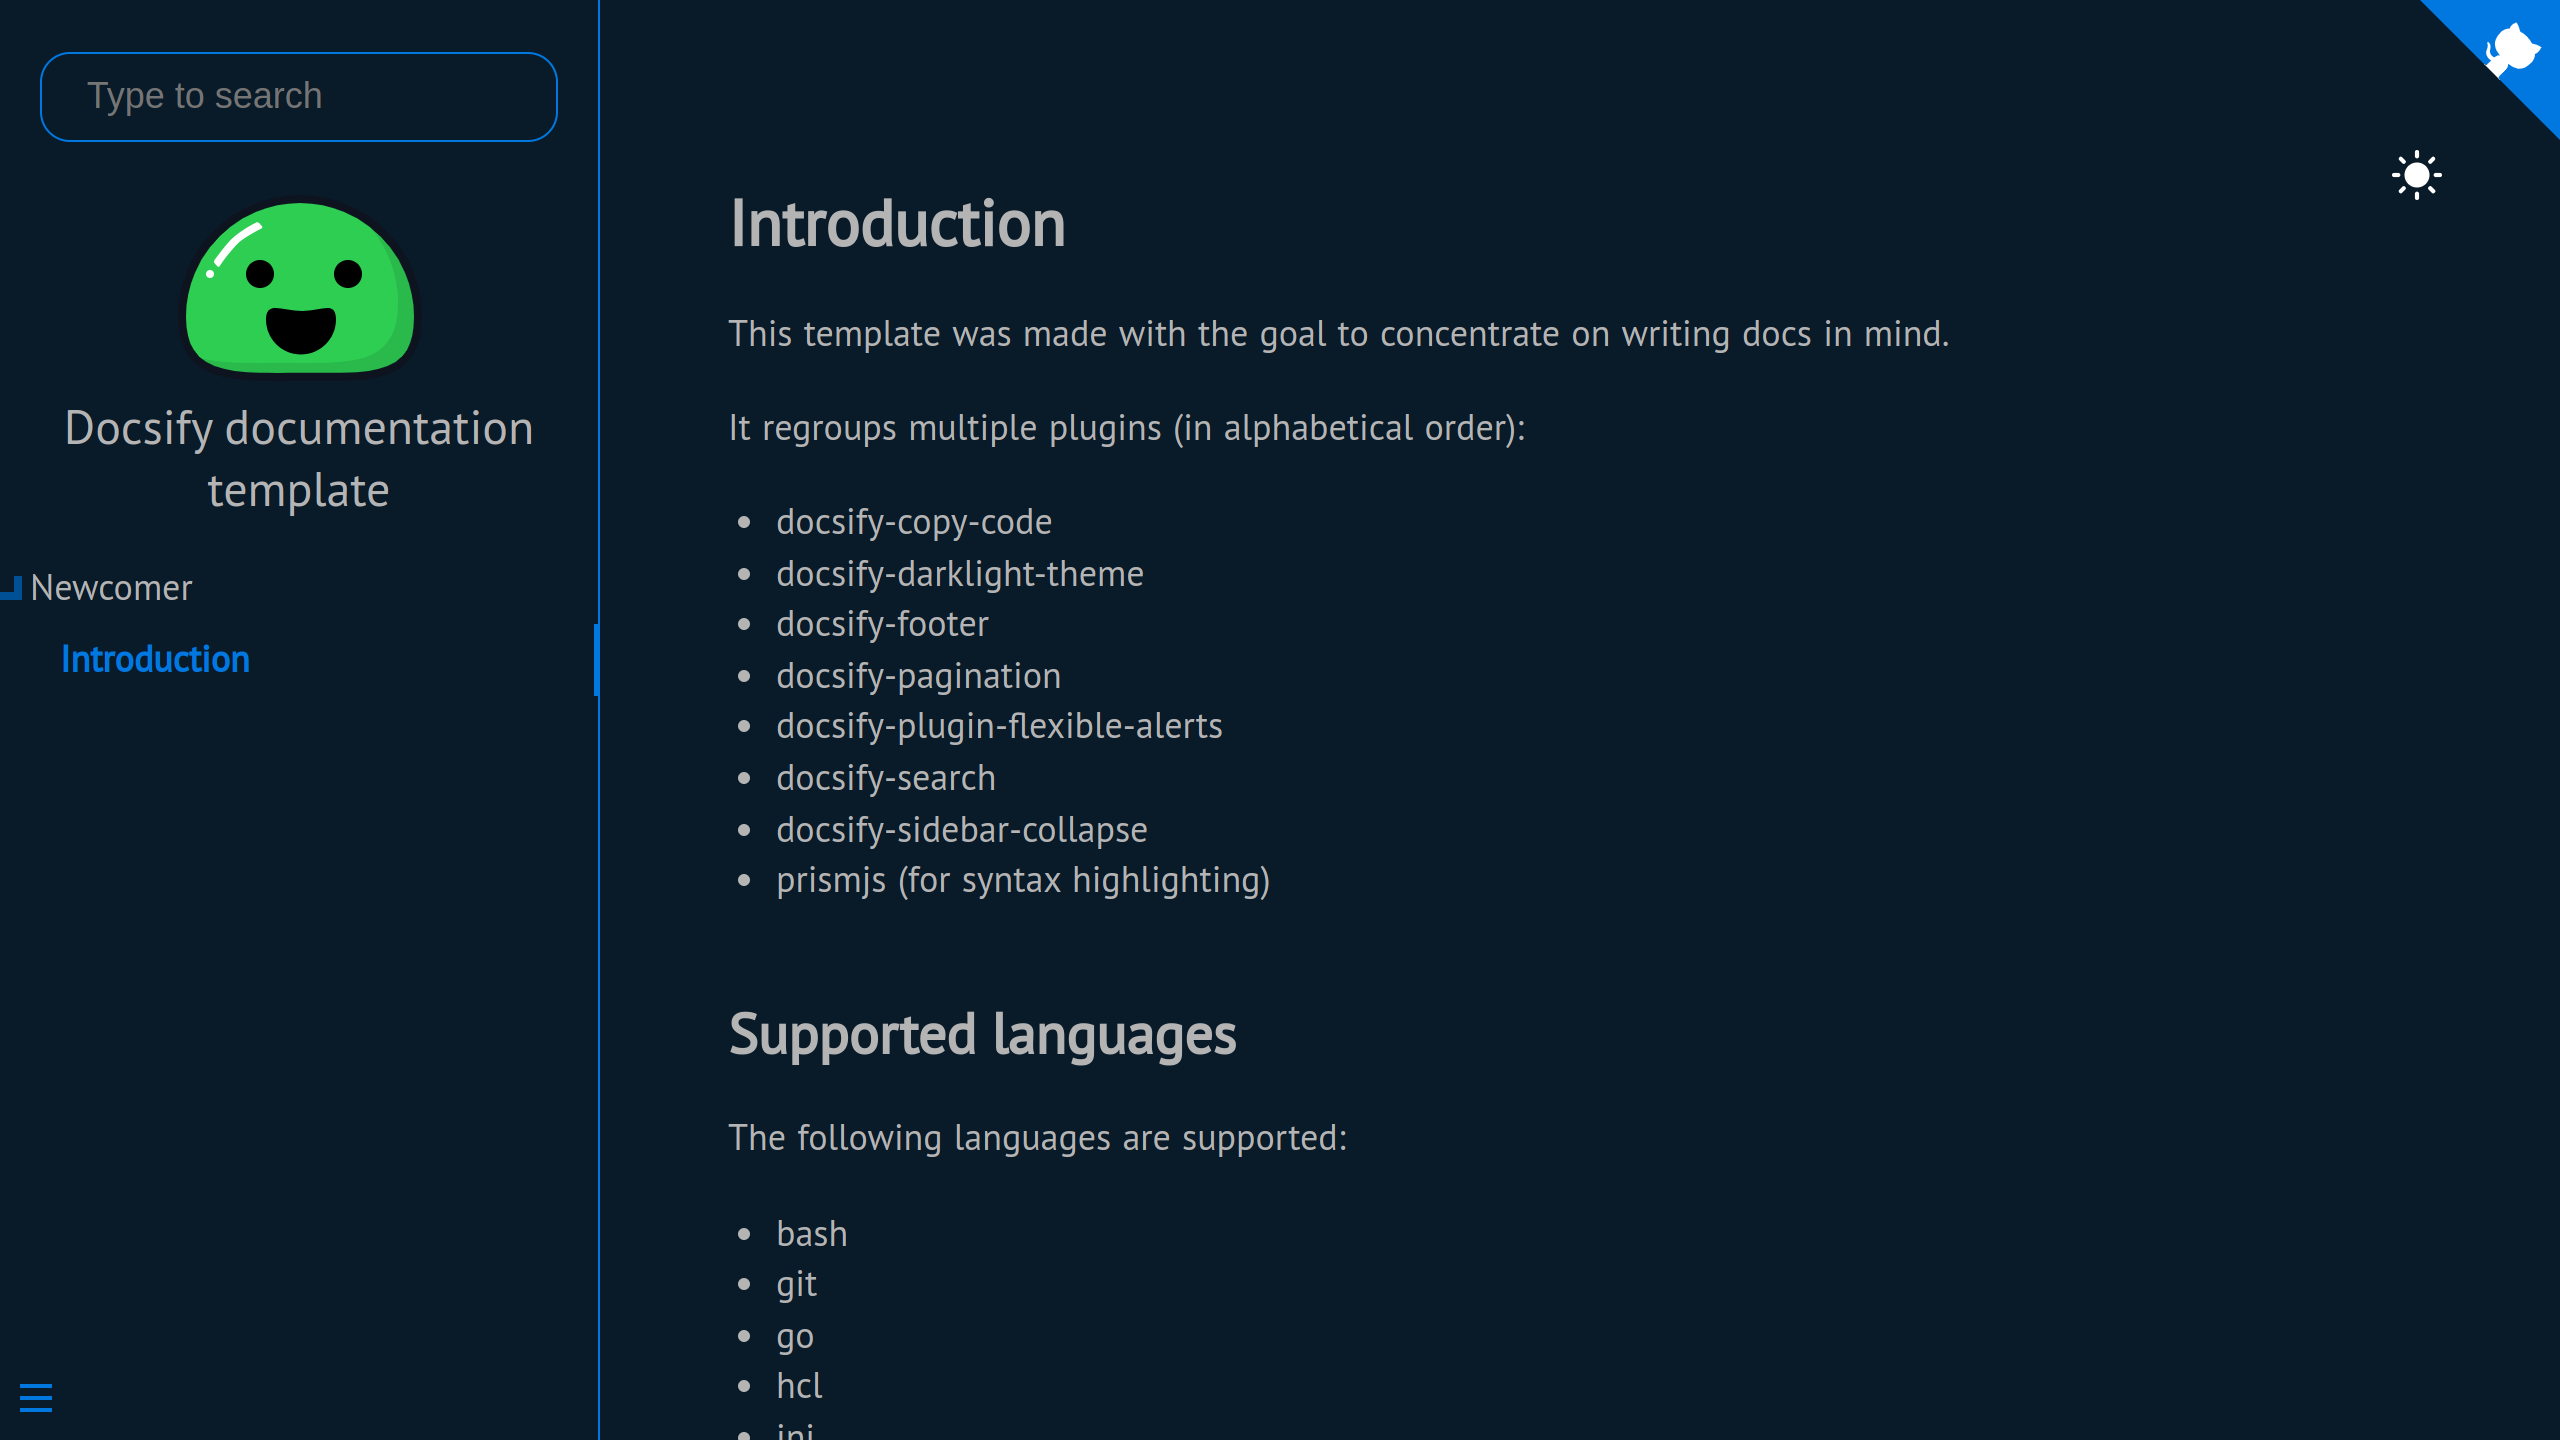 Type to search
Docsify documentation
template
Newcomer
Introduction
Introduction
This template was made with the goal to concentrate on writing docs in mind.
It regroups multiple plugins (in alphabetical order):
docsify-copy-code
docsify-darklight-theme
docsify-footer
docsify-pagination
docsify-plugin-flexible-alerts
docsify-search
docsify-sidebar-collapse
prismjs (for syntax highlighting)
Supported languages
The following languages are supported:
bash
git
go
hcl
ini